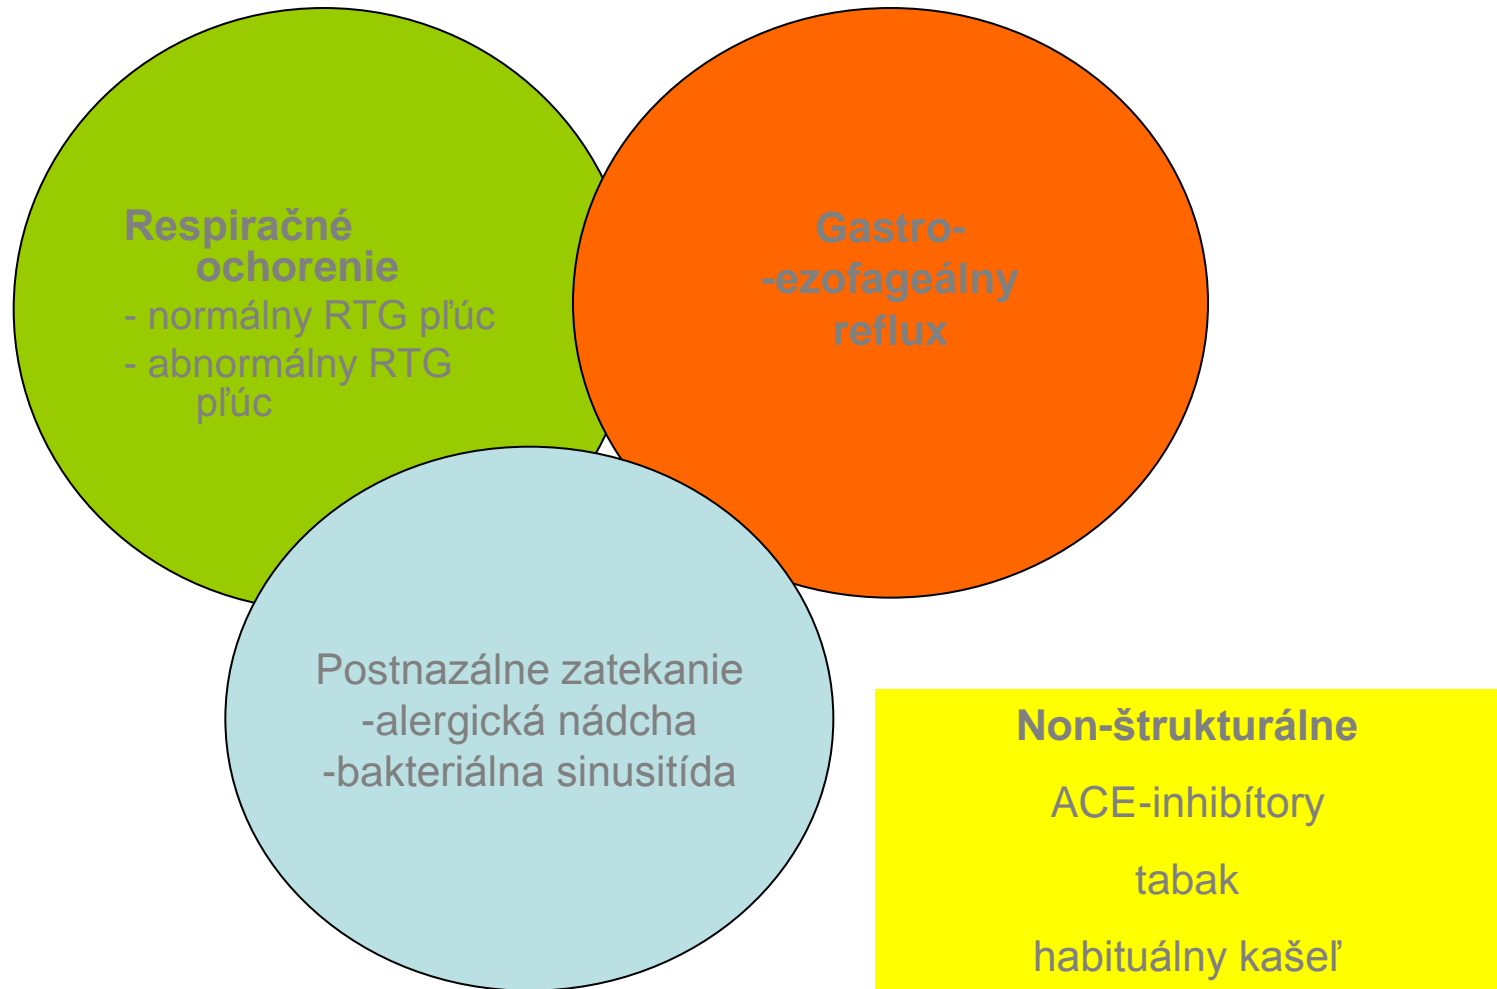 Respiračné
ochorenie
- normálny RTG pľúc
- abnormálny RTG
pľúc
Gastro-
-ezofageálny
reflux
Postnazálne zatekanie
-alergická nádcha
-bakteriálna sinusitída
Non-štrukturálne
ACE-inhibítory
tabak
habituálny kašeľ